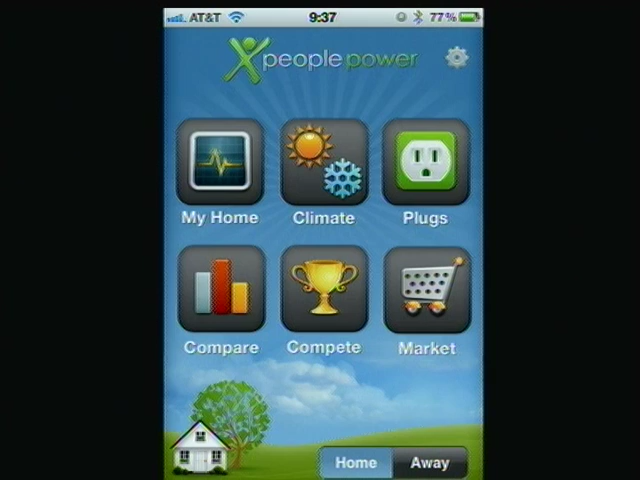 AT&T 9:37 77%
people power
My Home Climate Plugs
Compare Compete Market
Home Away